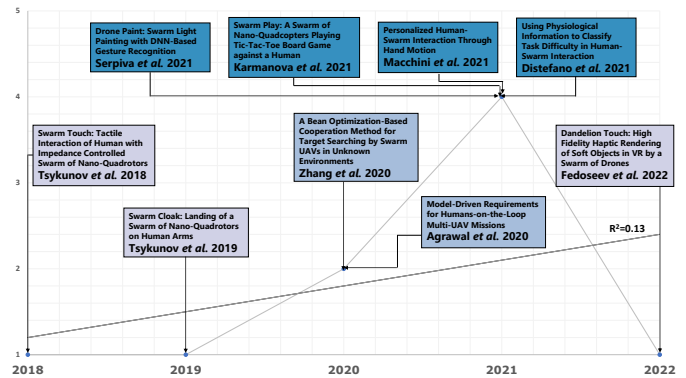 5
4
3
2
1
Drone Paint: Swarm Light
Painting with DNN-Based
Gesture Recognition
Serpiva et al. 2021
Swarm Play: A Swarm of
Nano-Quadcopters Playing
Tic-Tac-Toe Board Game
against a Human
Karmanova et al. 2021
Personalized Human-
Swarm Interaction Through
Hand Motion
Macchini et al. 2021
Using Physiological
Information to Classify
Task Difficulty in Human-
Swarm Interaction
Distefano et al. 2021
Swarm Touch: Tactile
Interaction of Human with
Impedance Controlled
Swarm of Nano-Quadrotors
Tsykunov et al. 2018
A Bean Optimization-Based
Cooperation Method for
Target Searching by Swarm
UAVs in Unknown
Environments
Zhang et al. 2020
Dandelion Touch: High
Fidelity Haptic Rendering
of Soft Objects in VR by a
Swarm of Drones
Fedoseev et al. 2022
Swarm Cloak: Landing of a
Swarm of Nano-Quadrotors
on Human Arms
Tsykunov et al. 2019
Model-Driven Requirements
for Humans-on-the-Loop
Multi-UAV Missions
Agrawal et al. 2020
R²=0.13
2018
2019
2020
2021
2022